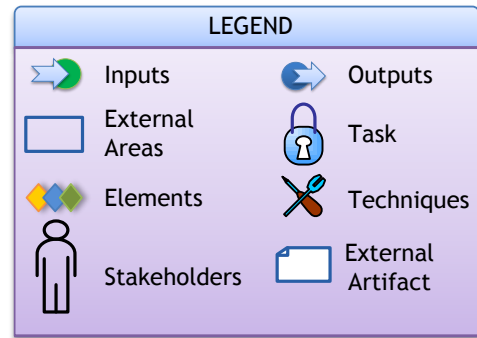 LEGEND
Inputs
Outputs
External
Areas
Task
Elements
Techniques
Stakeholders
External
Artifact